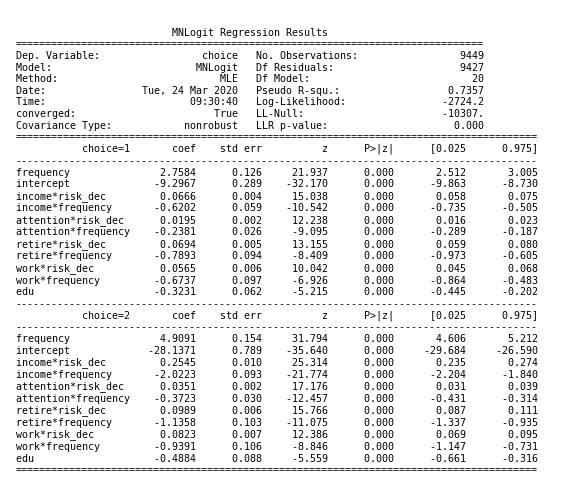 MNLogit Regression Results
==============================================================================
Dep. Variable: choice No. Observations: 9449
Model: MNLogit Df Residuals: 9427
Method: MLE Df Model: 20
Date: Tue, 24 Mar 2020 Pseudo R-squ.: 0.7357
Time: 09:30:40 Log-Likelihood: -2724.2
converged: True LL-Null: -10307.
Covariance Type: nonrobust LLR p-value: 0.000
=======================================================================================
choice=1 coef std err z P>|z| [0.025 0.975]
---------------------------------------------------------------------------------------
frequency 2.7584 0.126 21.937 0.000 2.512 3.005
intercept -9.2967 0.289 -32.170 0.000 -9.863 -8.730
income*risk_dec 0.0666 0.004 15.038 0.000 0.058 0.075
income*frequency -0.6202 0.059 -10.542 0.000 -0.735 -0.505
attention*risk_dec 0.0195 0.002 12.238 0.000 0.016 0.023
attention*frequency -0.2381 0.026 -9.095 0.000 -0.289 -0.187
retire*risk_dec 0.0694 0.005 13.155 0.000 0.059 0.080
retire*frequency -0.7893 0.094 -8.409 0.000 -0.973 -0.605
work*risk_dec 0.0565 0.006 10.042 0.000 0.045 0.068
work*frequency -0.6737 0.097 -6.926 0.000 -0.864 -0.483
edu -0.3231 0.062 -5.215 0.000 -0.445 -0.202
---------------------------------------------------------------------------------------
choice=2 coef std err z P>|z| [0.025 0.975]
---------------------------------------------------------------------------------------
frequency 4.9091 0.154 31.794 0.000 4.606 5.212
intercept -28.1371 0.789 -35.640 0.000 -29.684 -26.590
income*risk_dec 0.2545 0.010 25.314 0.000 0.235 0.274
income*frequency -2.0223 0.093 -21.774 0.000 -2.204 -1.840
attention*risk_dec 0.0351 0.002 17.176 0.000 0.031 0.039
attention*frequency -0.3723 0.030 -12.457 0.000 -0.431 -0.314
retire*risk_dec 0.0989 0.006 15.766 0.000 0.087 0.111
retire*frequency -1.1358 0.103 -11.075 0.000 -1.337 -0.935
work*risk_dec 0.0823 0.007 12.386 0.000 0.069 0.095
work*frequency -0.9391 0.106 -8.846 0.000 -1.147 -0.731
edu -0.4884 0.088 -5.559 0.000 -0.661 -0.316
=======================================================================================